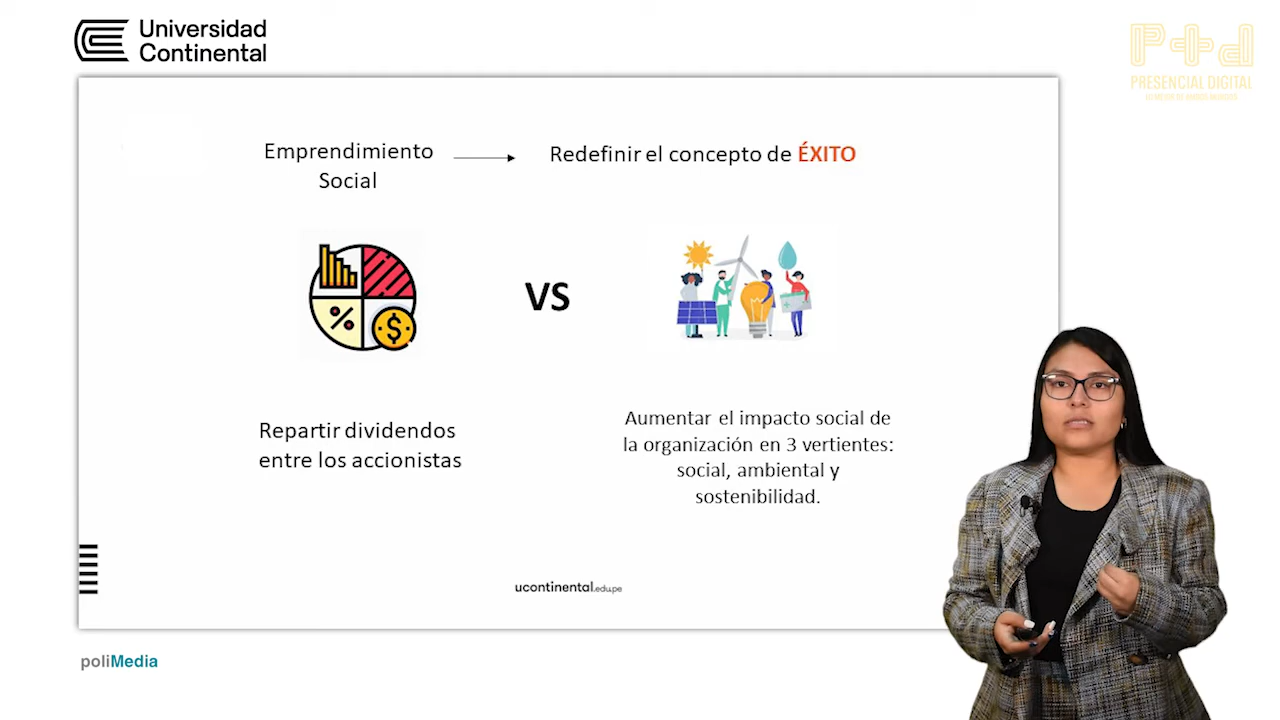 Universidad
Continental
P+d
PRESENCIAL DIGITAL
Emprendimiento
Social
Redefinir el concepto de ÉXITO
%
$
VS
Repartir dividendos
entre los accionistas
Aumentar el impacto social de
la organización en 3 vertientes:
social, ambiental y
sostenibilidad.
ucontinental.edu.pe
poliMedia